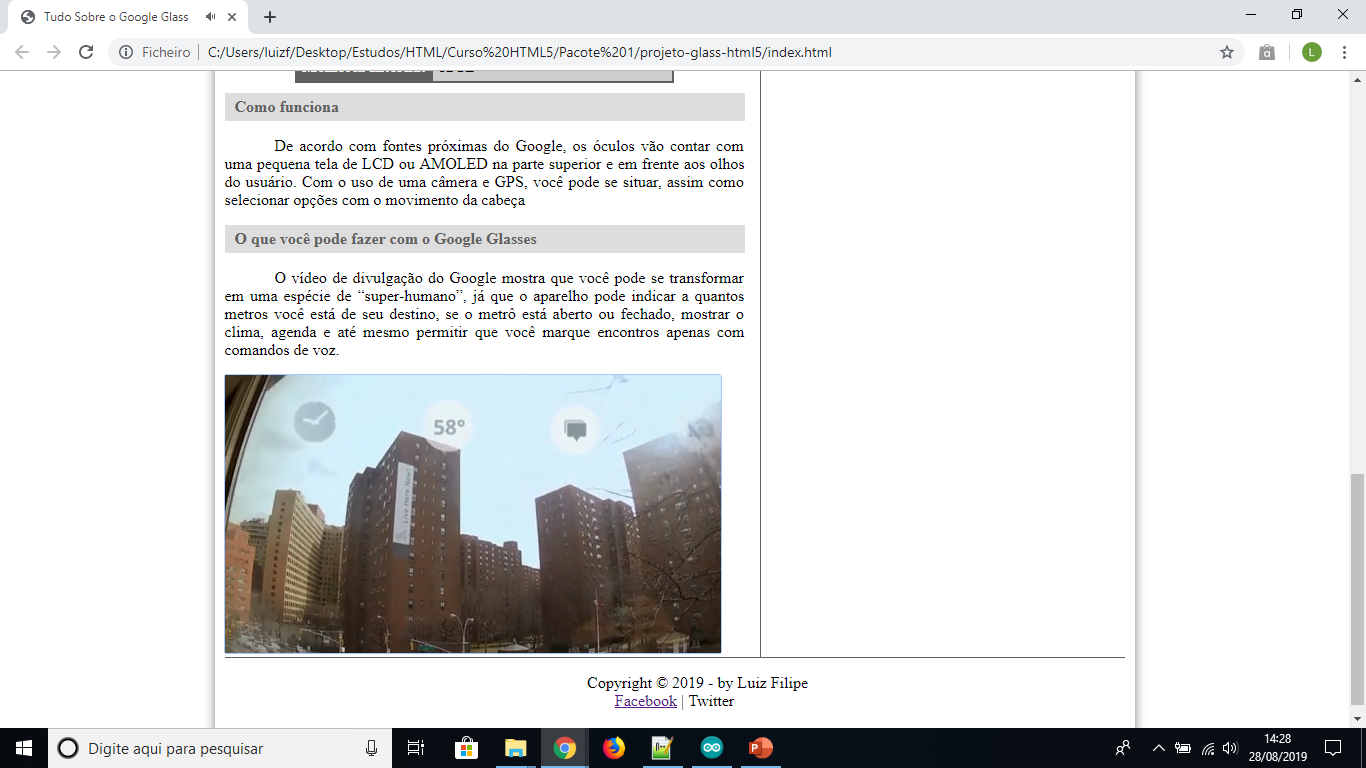 Tudo Sobre o Google Glass
Ficheiro
C:/Users/luizf/Desktop/Estudos/HTML/Curso%20HTML5/Pacote%201/projeto-glass-html5/index.html
L
Como funciona
De acordo com fontes próximas do Google, os óculos vão contar com
uma pequena tela de LCD ou AMOLED na parte superior e em frente aos olhos
do usuário. Com o uso de uma câmera e GPS, você pode se situar, assim como
selecionar opções com o movimento da cabeça
O que você pode fazer com o Google Glasses
O vídeo de divulgação do Google mostra que você pode se transformar
em uma espécie de “super-humano”, já que o aparelho pode indicar a quantos
metros você está de seu destino, se o metrô está aberto ou fechado, mostrar o
clima, agenda e até mesmo permitir que você marque encontros apenas com
comandos de voz.
58°
Live Here Now!
Copyright © 2019 - by Luiz Filipe
Facebook | Twitter
Digite aqui para pesquisar
14:28
28/08/2019